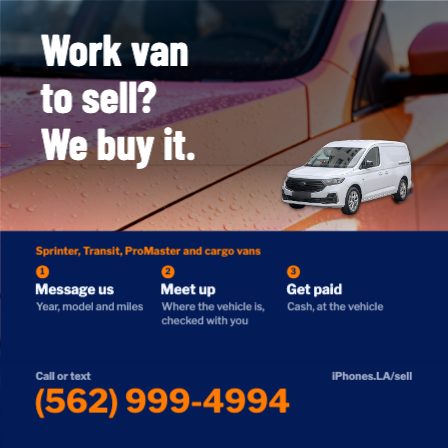 Work van
to sell?
We buy it.
Sprinter, Transit, ProMaster and cargo vans
1
2
3
Message us
Meet up
Get paid
Year, model and miles
Where the vehicle is,
checked with you
Cash, at the vehicle
Call or text
iPhones.LA/sell
(562) 999-4994